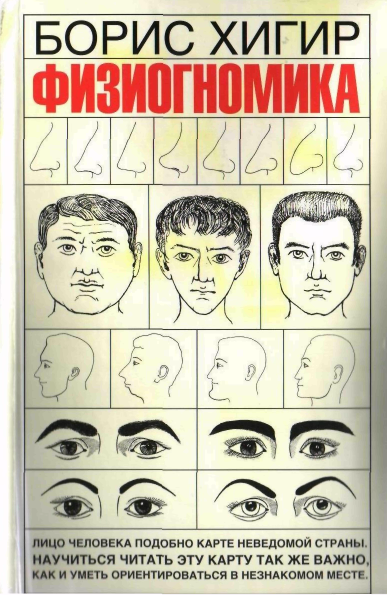 БОРИС ХИГИР
ФИЗИОГНОМИКА
ЛИЦО ЧЕЛОВЕКА ПОДОБНО КАРТЕ НЕВЕДОМОЙ СТРАНЫ.
НАУЧИТЬСЯ ЧИТАТЬ ЭТУ КАРТУ ТАК ЖЕ ВАЖНО,
КАК И УМЕТЬ ОРИЕНТИРОВАТЬСЯ В НЕЗНАКОМОМ МЕСТЕ.